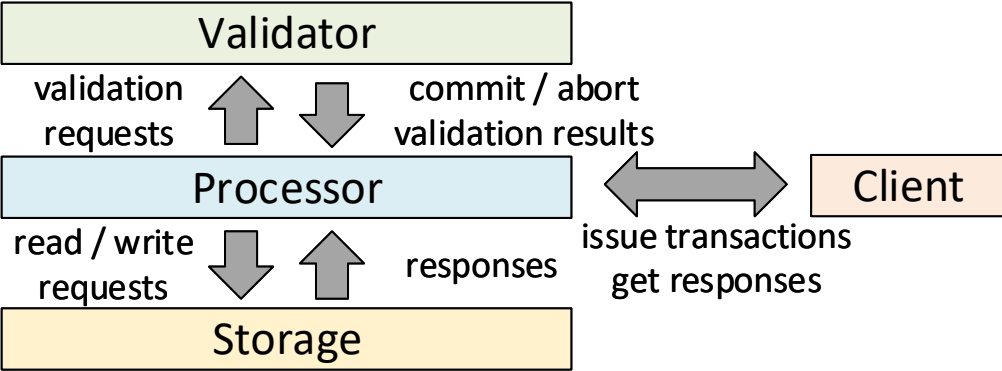 Validator
validation
requests
commit / abort
validation results
Processor
Client
read / write
requests
responses
issue transactions
get responses
Storage